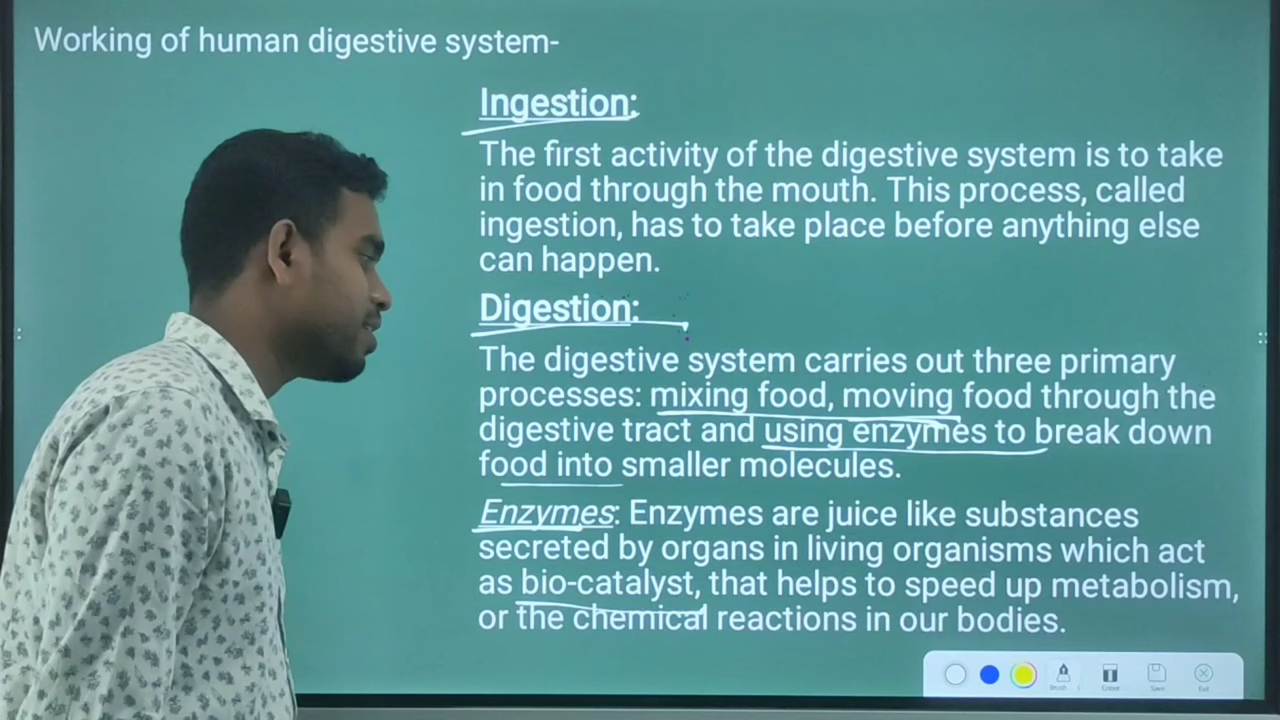 Working of human digestive system-
Ingestion:
The first activity of the digestive system is to take
in food through the mouth. This process, called
ingestion, has to take place before anything else
can happen.
Digestion:
The digestive system carries out three primary
processes: mixing food, moving food through the
digestive tract and using enzymes to break down
food into smaller molecules.
Enzymes: Enzymes are juice like substances
secreted by organs in living organisms which act
as bio-catalyst, that helps to speed up metabolism,
or the chemical reactions in our bodies.
Brush
Save
Exit